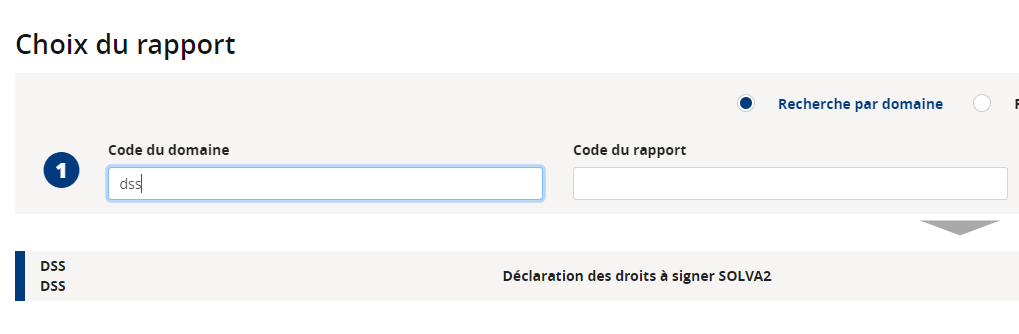 Choix du rapport
Recherche par domaine
Code du domaine
Code du rapport
1
dss
DSS
DSS
Déclaration des droits à signer SOLVA2